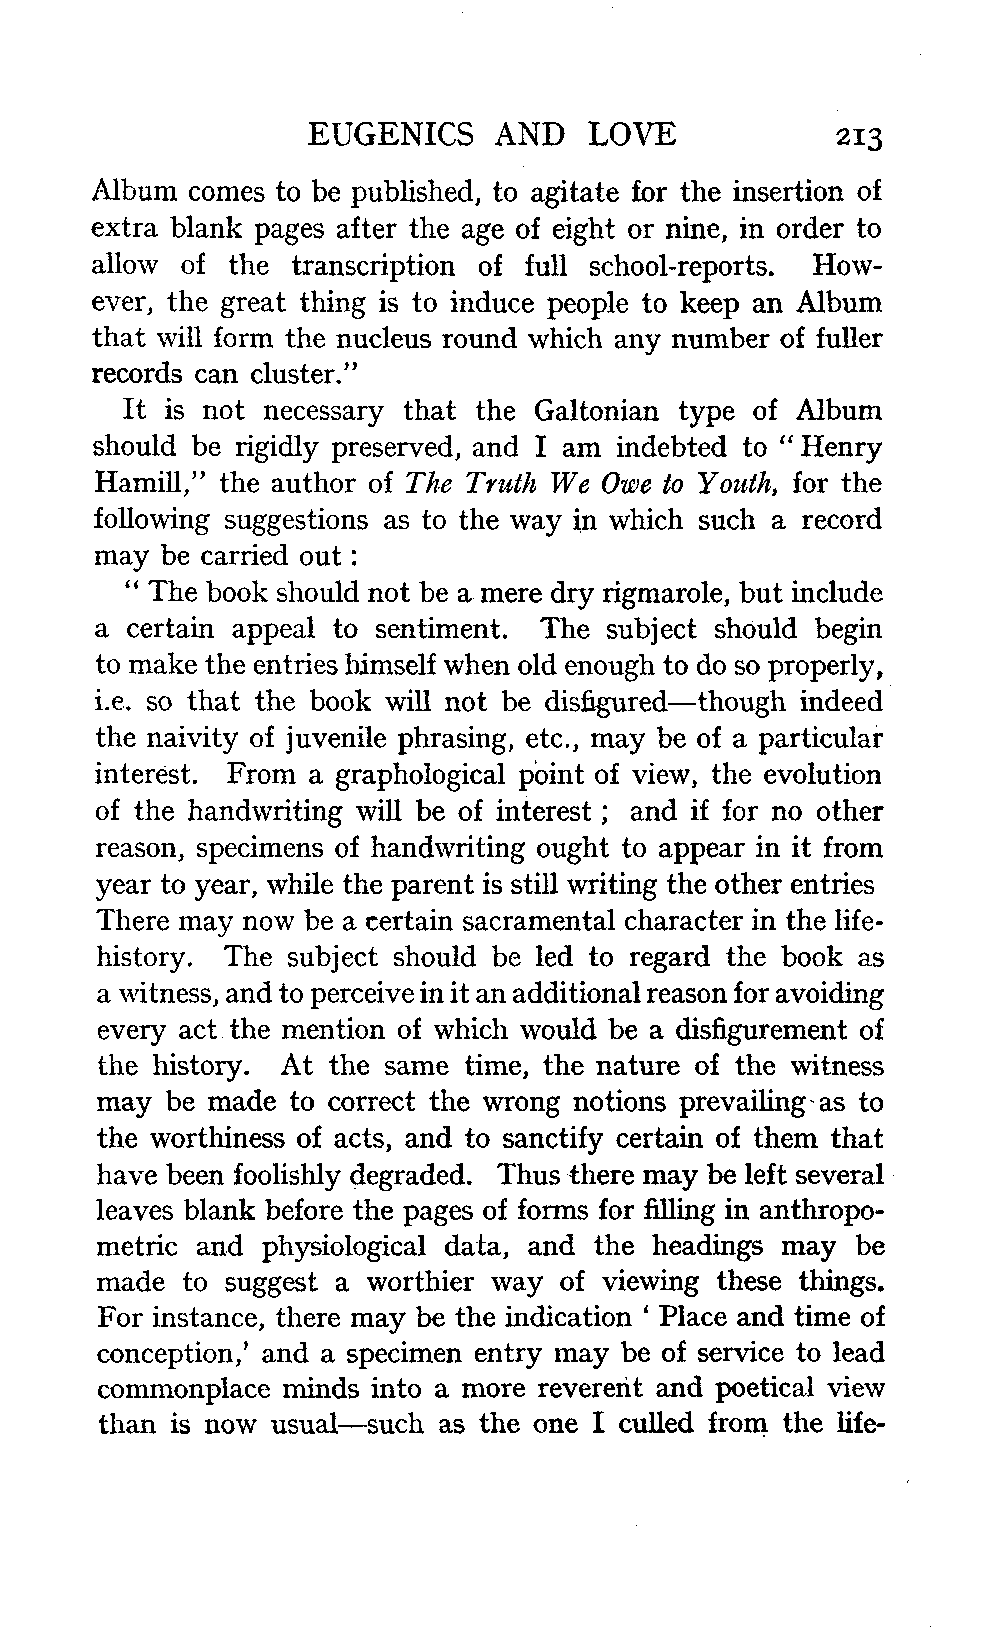 EUGENICS AND LOVE 213
Album comes to be published, to agitate for the insertion of
extra blank pages after the age of eight or nine, in order to
allow of the transcription of full school-reports. How-
ever, the great thing is to induce people to keep an Album
that will form the nucleus round which any number of fuller
records can cluster.”
It is not necessary that the Galtonian type of Album
should be rigidly preserved, and I am indebted to “ Henry
Hamill,” the author of The Truth We Owe to Youth, for the
following suggestions as to the way in which such a record
may be carried out :
“ The book should not be a mere dry rigmarole, but include
a certain appeal to sentiment. The subject should begin
to make the entries himself when old enough to do so properly,
i.e. so that the book will not be disfigured—though indeed
the naivity of juvenile phrasing, etc., may be of a particular
interest. From a graphological point of view, the evolution
of the handwriting will be of interest ; and if for no other
reason, specimens of handwriting ought to appear in it from
year to year, while the parent is still writing the other entries
There may now be a certain sacramental character in the life-
history. The subject should be led to regard the book as
a witness, and to perceive in it an additional reason for avoiding
every act the mention of which would be a disfigurement of
the history. At the same time, the nature of the witness
may be made to correct the wrong notions prevailing as to
the worthiness of acts, and to sanctify certain of them that
have been foolishly degraded. Thus there may be left several
leaves blank before the pages of forms for filling in anthropo-
metric and physiological data, and the headings may be
made to suggest a worthier way of viewing these things.
For instance, there may be the indication ‘ Place and time of
conception,’ and a specimen entry may be of service to lead
commonplace minds into a more reverent and poetical view
than is now usual—such as the one I culled from the life-